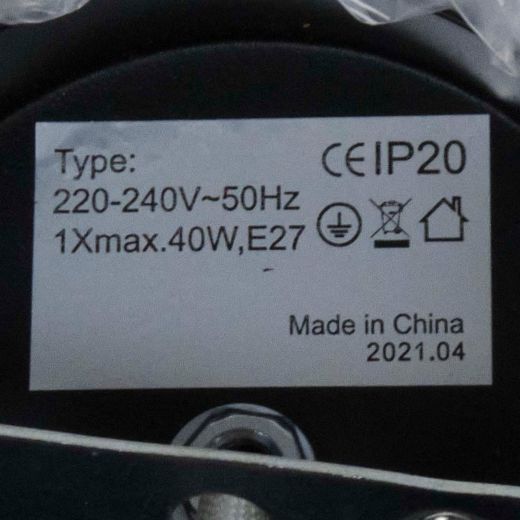 Type: CE IP20
220-240V~50Hz
1Xmax.40W,E27
Made in China
2021.04